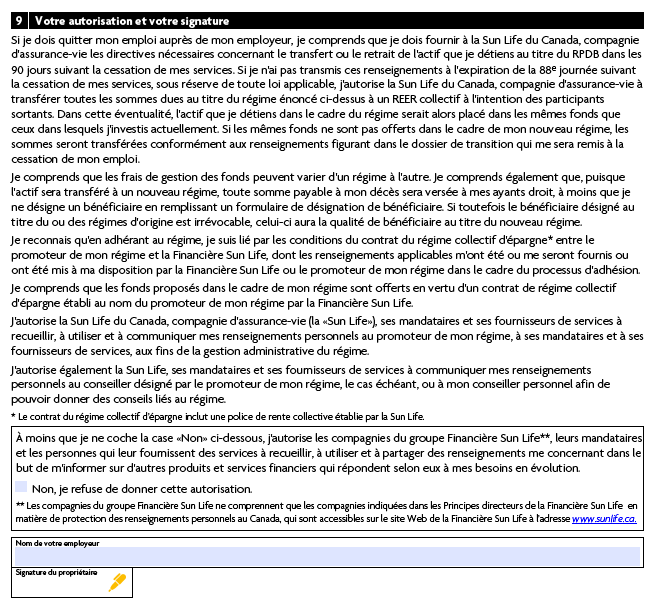 9 Votre autorisation et votre signature
Si je dois quitter mon emploi auprès de mon employeur, je comprends que je dois fournir à la Sun Life du Canada, compagnie
d'assurance-vie les directives nécessaires concernant le transfert ou le retrait de l'actif que je détiens au titre du RPDB dans les
90 jours suivant la cessation de mes services. Si je n'ai pas transmis ces renseignements à l'expiration de la 88e journée suivant
la cessation de mes services, sous réserve de toute loi applicable, j'autorise la Sun Life du Canada, compagnie d'assurance-vie à
transférer toutes les sommes dues au titre du régime énoncé ci-dessus à un REER collectif à l'intention des participants
sortants. Dans cette éventualité, l'actif que je détiens dans le cadre du régime serait alors placé dans les mêmes fonds que
ceux dans lesquels j'investis actuellement. Si les mêmes fonds ne sont pas offerts dans le cadre de mon nouveau régime, les
sommes seront transférées conformément aux renseignements figurant dans le dossier de transition qui me sera remis à la
cessation de mon emploi.
Je comprends que les frais de gestion des fonds peuvent varier d'un régime à l'autre. Je comprends également que, puisque
l'actif sera transféré à un nouveau régime, toute somme payable à mon décès sera versée à mes ayants droit, à moins que je
ne désigne un bénéficiaire en remplissant un formulaire de désignation de bénéficiaire. Si toutefois le bénéficiaire désigné au
titre du ou des régimes d'origine est irrévocable, celui-ci aura la qualité de bénéficiaire au titre du nouveau régime.
Je reconnais qu'en adhérant au régime, je suis lié par les conditions du contrat du régime collectif d'épargne* entre le
promoteur de mon régime et la Financière Sun Life, dont les renseignements applicables m'ont été ou me seront fournis ou
ont été mis à ma disposition par la Financière Sun Life ou le promoteur de mon régime dans le cadre du processus d'adhésion.
Je comprends que les fonds proposés dans le cadre de mon régime sont offerts en vertu d'un contrat de régime collectif
d'épargne établi au nom du promoteur de mon régime par la Financière Sun Life.
J'autorise la Sun Life du Canada, compagnie d'assurance-vie (la «Sun Life»), ses mandataires et ses fournisseurs de services à
recueillir, à utiliser et à communiquer mes renseignements personnels au promoteur de mon régime, à ses mandataires et à ses
fournisseurs de services, aux fins de la gestion administrative du régime.
J'autorise également la Sun Life, ses mandataires et ses fournisseurs de services à communiquer mes renseignements
personnels au conseiller désigné par le promoteur de mon régime, le cas échéant, ou à mon conseiller personnel afin de
pouvoir donner des conseils liés au régime.
* Le contrat du régime collectif d'épargne inclut une police de rente collective établie par la Sun Life.
À moins que je ne coche la case «Non» ci-dessous, j'autorise les compagnies du groupe Financière Sun Life**, leurs mandataires
et les personnes qui leur fournissent des services à recueillir, à utiliser et à partager des renseignements me concernant dans le
but de m'informer sur d'autres produits et services financiers qui répondent selon eux à mes besoins en évolution.
Non, je refuse de donner cette autorisation.
** Les compagnies du groupe Financière Sun Life ne comprennent que les compagnies indiquées dans les Principes directeurs de la Financière Sun Life en
matière de protection des renseignements personnels au Canada, qui sont accessibles sur le site Web de la Financière Sun Life à l'adresse www.sunlife.ca.
Nom de votre employeur
Signature du propriétaire